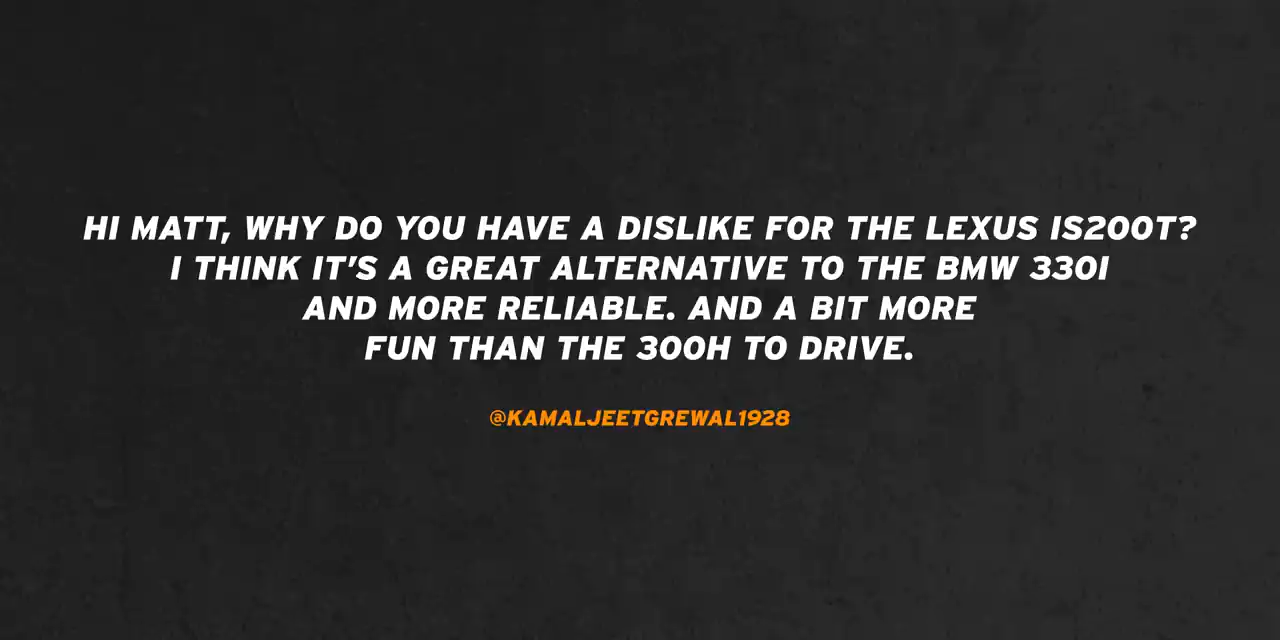 HI MATT, WHY DO YOU HAVE A DISLIKE FOR THE LEXUS IS200T?
I THINK IT'S A GREAT ALTERNATIVE TO THE BMW 330I
AND MORE RELIABLE. AND A BIT MORE
FUN THAN THE 300H TO DRIVE.
@KAMALJEETGREWAL1928